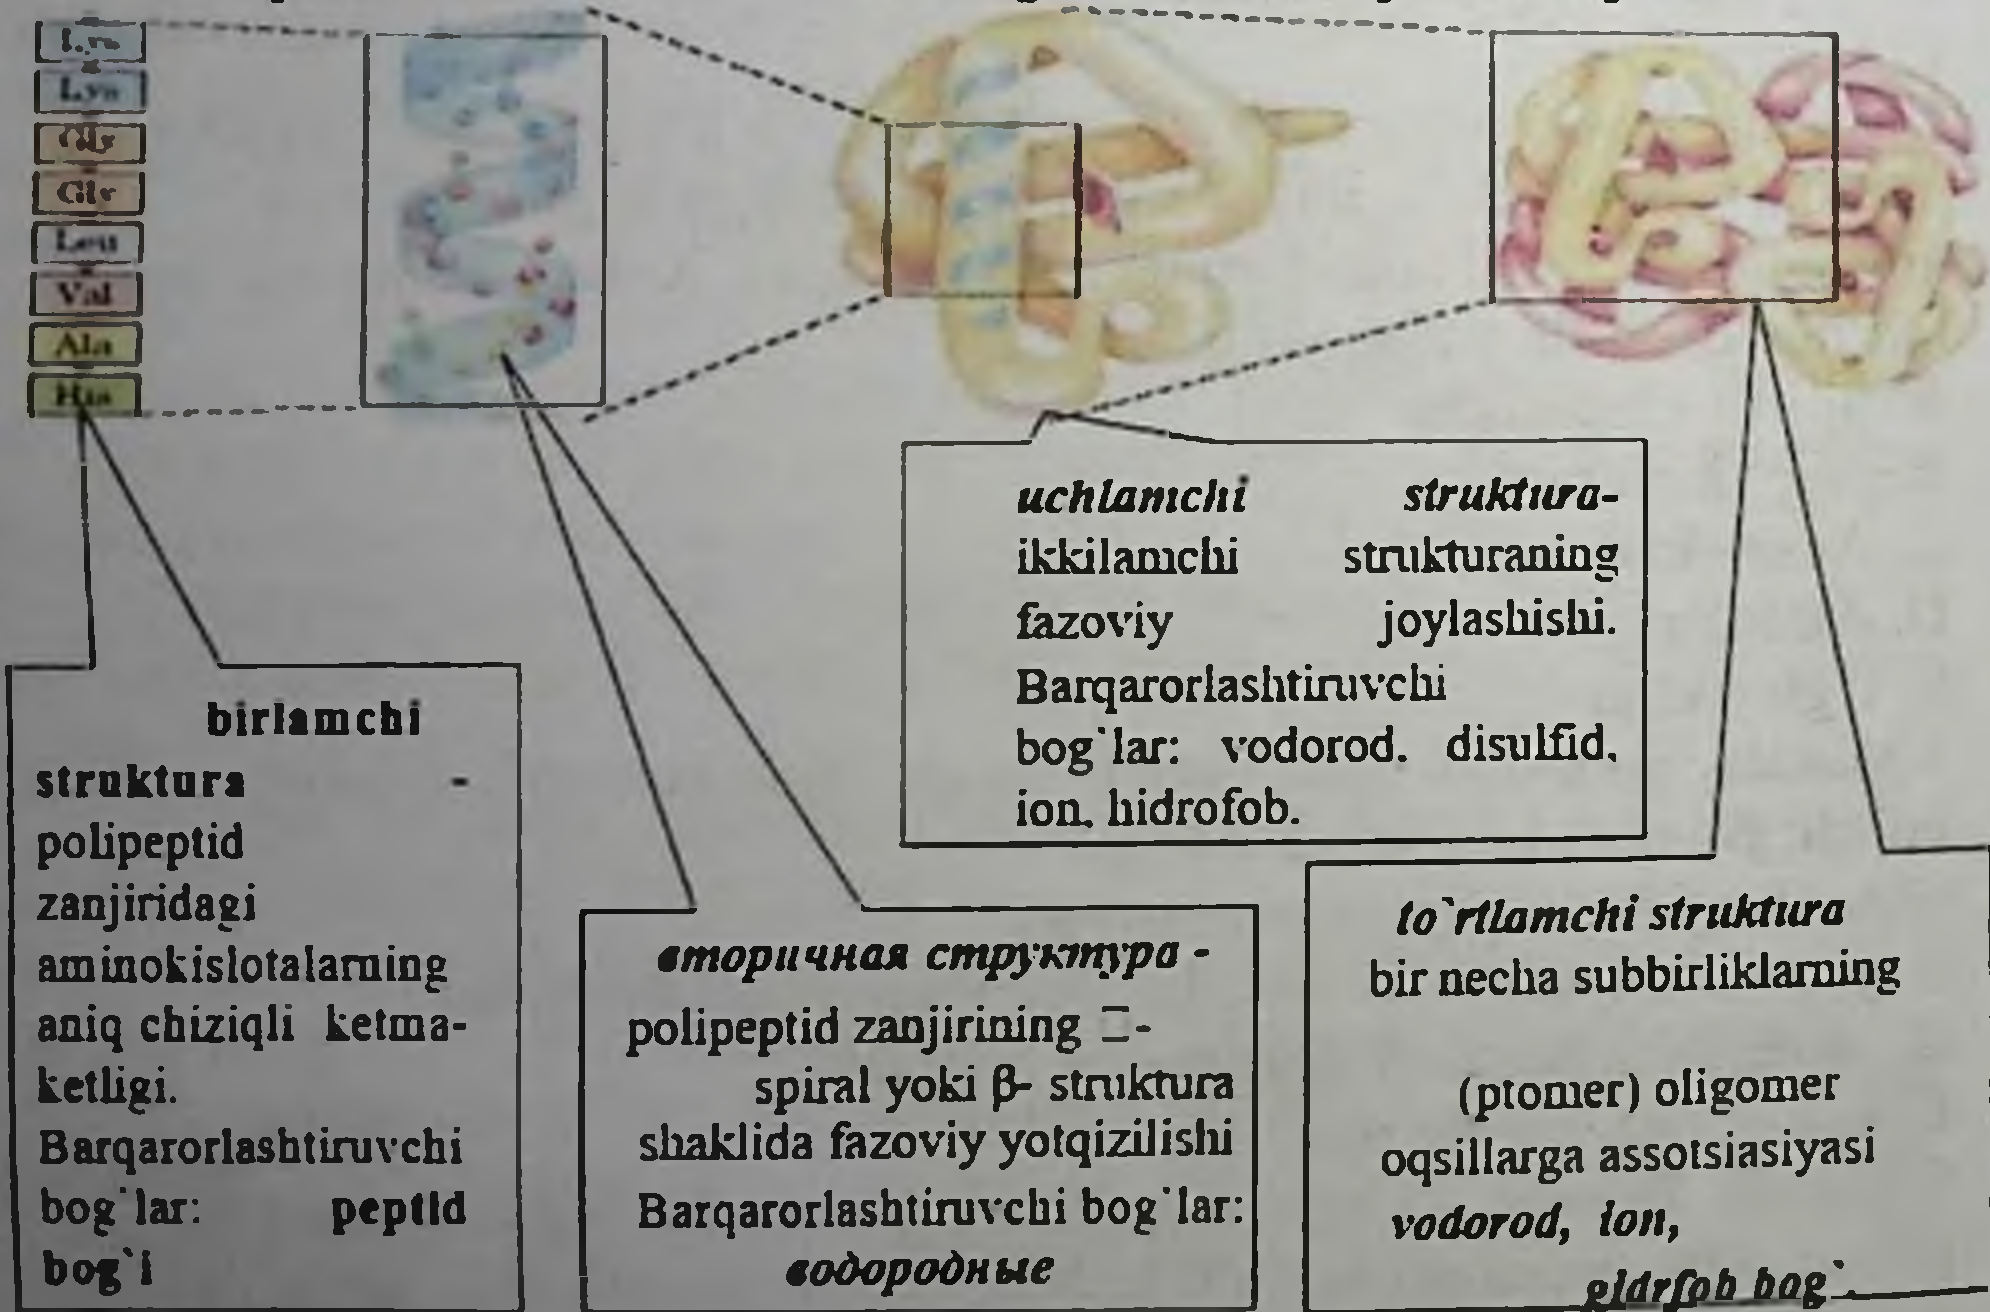 Lys
Lys
Gly
Gly
Leu
Val
Ala
His
birlamchi
struktura -
polipeptid
zanjiridagi
aminokislotalarning
aniq chiziqli ketma-
ketligi.
Barqarorlashtiruvchi
bog`lar: peptid
bog`i
вторичная структура -
polipeptid zanjirining □-
spiral yoki β- struktura
shaklida fazoviy yotqizilishi
Barqarorlashtiruvchi bog`lar:
водородные
uchlamchi struktura-
ikkilamchi strukturaning
fazoviy joylashishi.
Barqarorlashtiruvchi
bog`lar: vodorod. disulfid,
ion, hidrofob.
to`rtlamchi struktura
bir necha subbirliklarning
(ptomer) oligomer
oqsillarga assotsiasiyasi
vodorod, ion,
gidrfob bog`